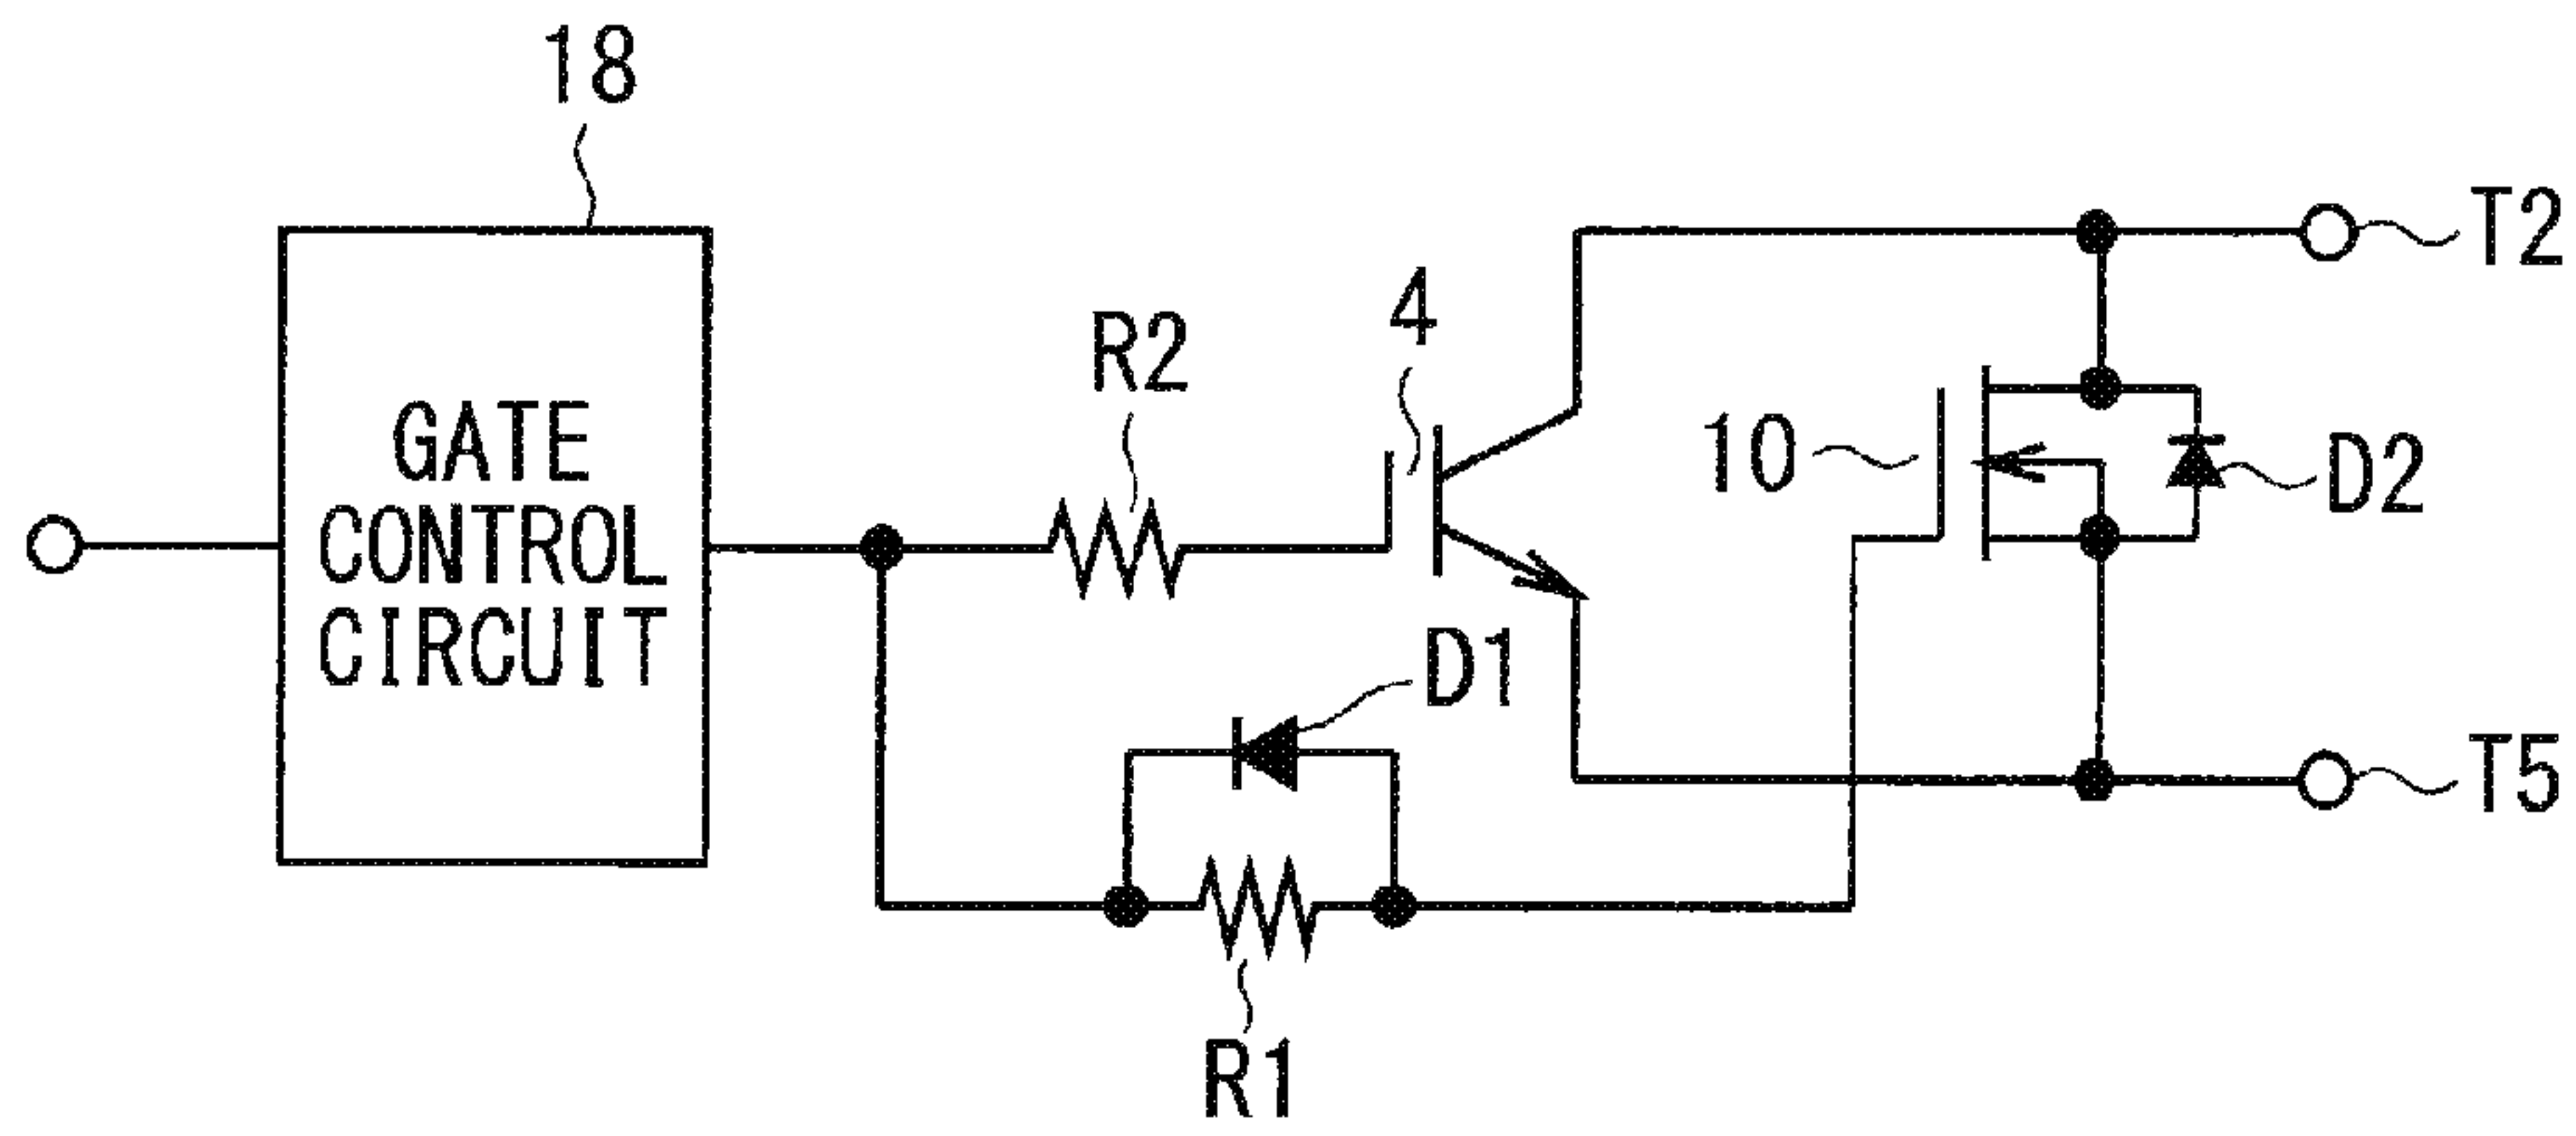 18
GATE
CONTROL
CIRCUIT
R2
4
10
T2
D2
D1
T5
R1